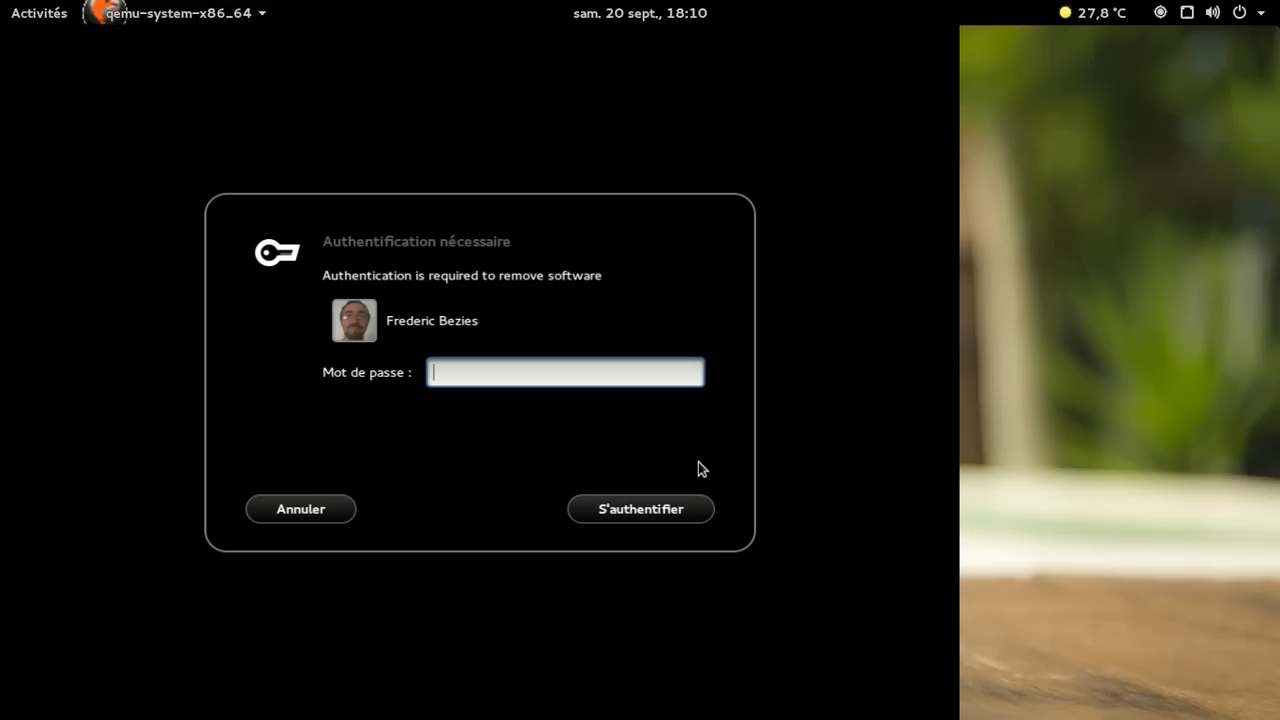 Activités qemu-system-x86_64 sam. 20 sept., 18:10 27,8 °C
Authentification nécessaire
Authentication is required to remove software
Frederic Bezies
Mot de passe :
Annuler S'authentifier